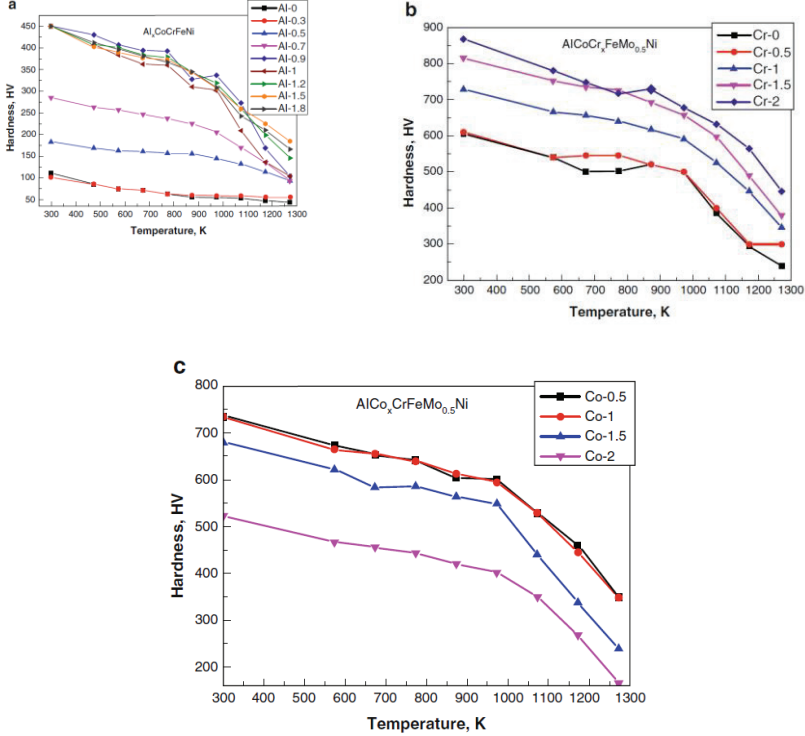 a
AlxCoCrFeNi
Al-0
Al-0.3
Al-0.5
Al-0.7
Al-0.9
Al-1
Al-1.2
Al-1.5
Al-1.8
Hardness, HV
450
400
350
300
250
200
150
100
50
300 400 500 600 700 800 900 1000 1100 1200 1300
Temperature, K
b
AlCoCrxFeMo0.5Ni
Cr-0
Cr-0.5
Cr-1
Cr-1.5
Cr-2
Hardness, HV
900
800
700
600
500
400
300
200
300 400 500 600 700 800 900 1000 1100 1200 1300
Temperature, K
c
AlCoxCrFeMo0.5Ni
Co-0.5
Co-1
Co-1.5
Co-2
Hardness, HV
800
700
600
500
400
300
200
300 400 500 600 700 800 900 1000 1100 1200 1300
Temperature, K